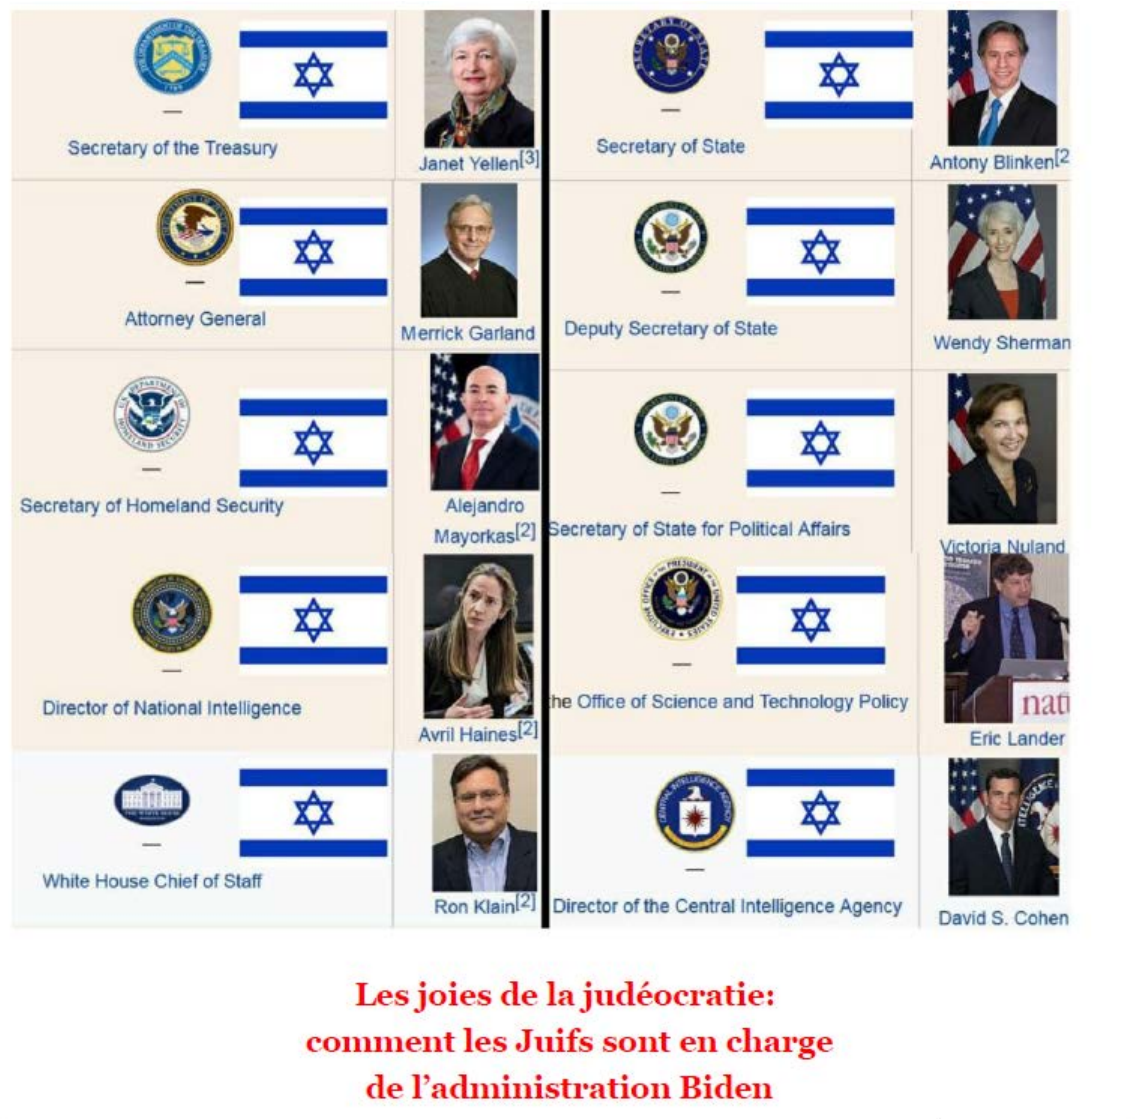 Secretary of the Treasury
Janet Yellen[3]
Secretary of State
Antony Blinken[2
Attorney General
Merrick Garland
Deputy Secretary of State
Wendy Sherman
Secretary of Homeland Security
Alejandro
Mayorkas[2]
Secretary of State for Political Affairs
Victoria Nuland
Director of National Intelligence
Avril Haines[2]
the Office of Science and Technology Policy
natu
Eric Lander
White House Chief of Staff
Ron Klain[2]
Director of the Central Intelligence Agency
David S. Cohen
Les joies de la judéocratie:
comment les Juifs sont en charge
de l'administration Biden